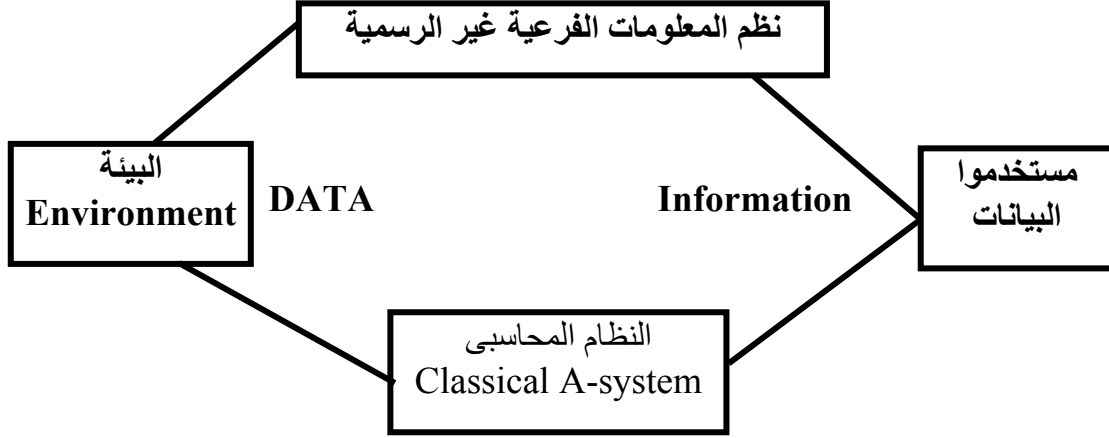 نظم المعلومات الفرعية غير الرسمية
البيئة
Environment
DATA
Information
مستخدموا
البيانات
النظام المحاسبى
Classical A-system